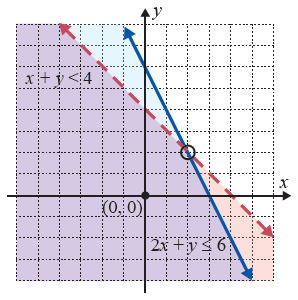 y
x + y < 4
x
(0, 0)
2x + y ≤ 6